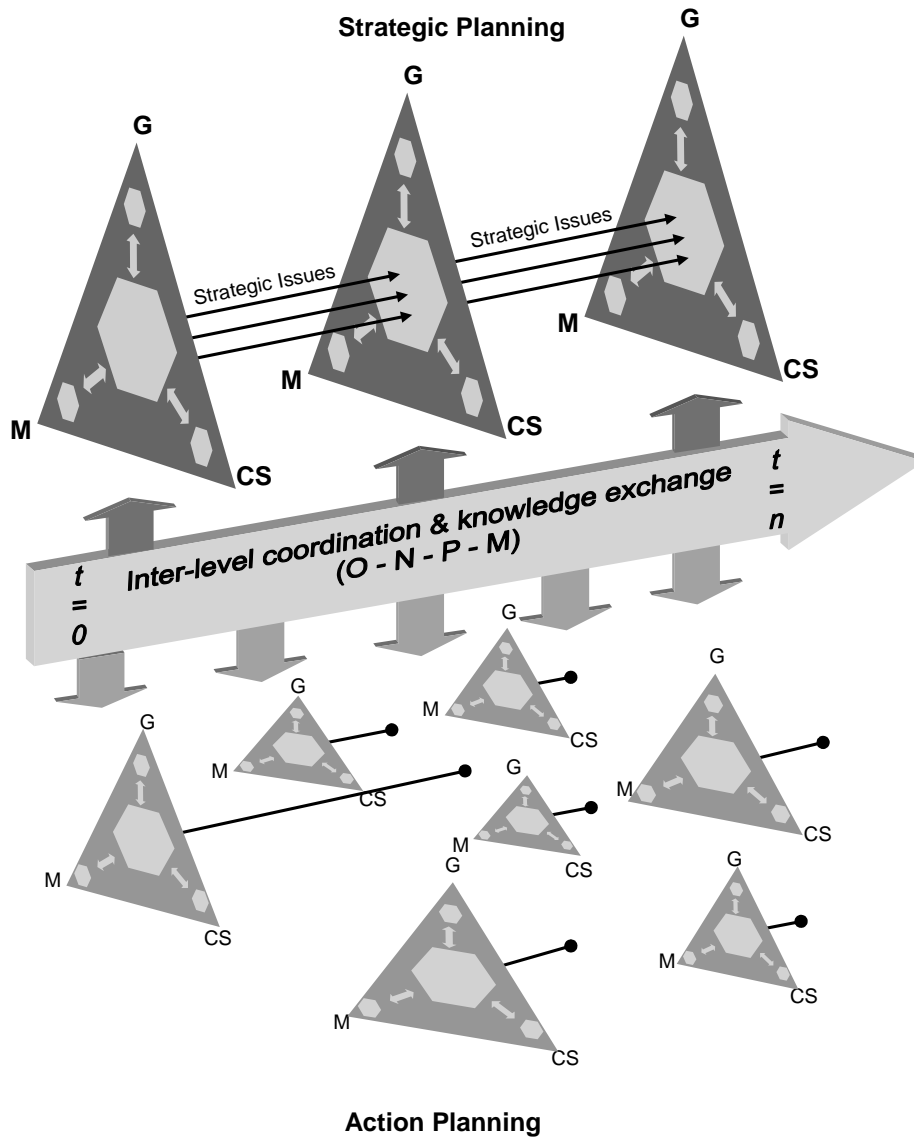 Strategic Planning
G
G
G
Strategic Issues
Strategic Issues
M
M
M
CS
CS
CS
t
=
0
Inter-level coordination & knowledge exchange
(O - N - P - M)
t
=
n
G
M
CS
G
M
CS
G
M
CS
G
M
CS
G
M
CS
G
M
CS
G
M
CS
Action Planning